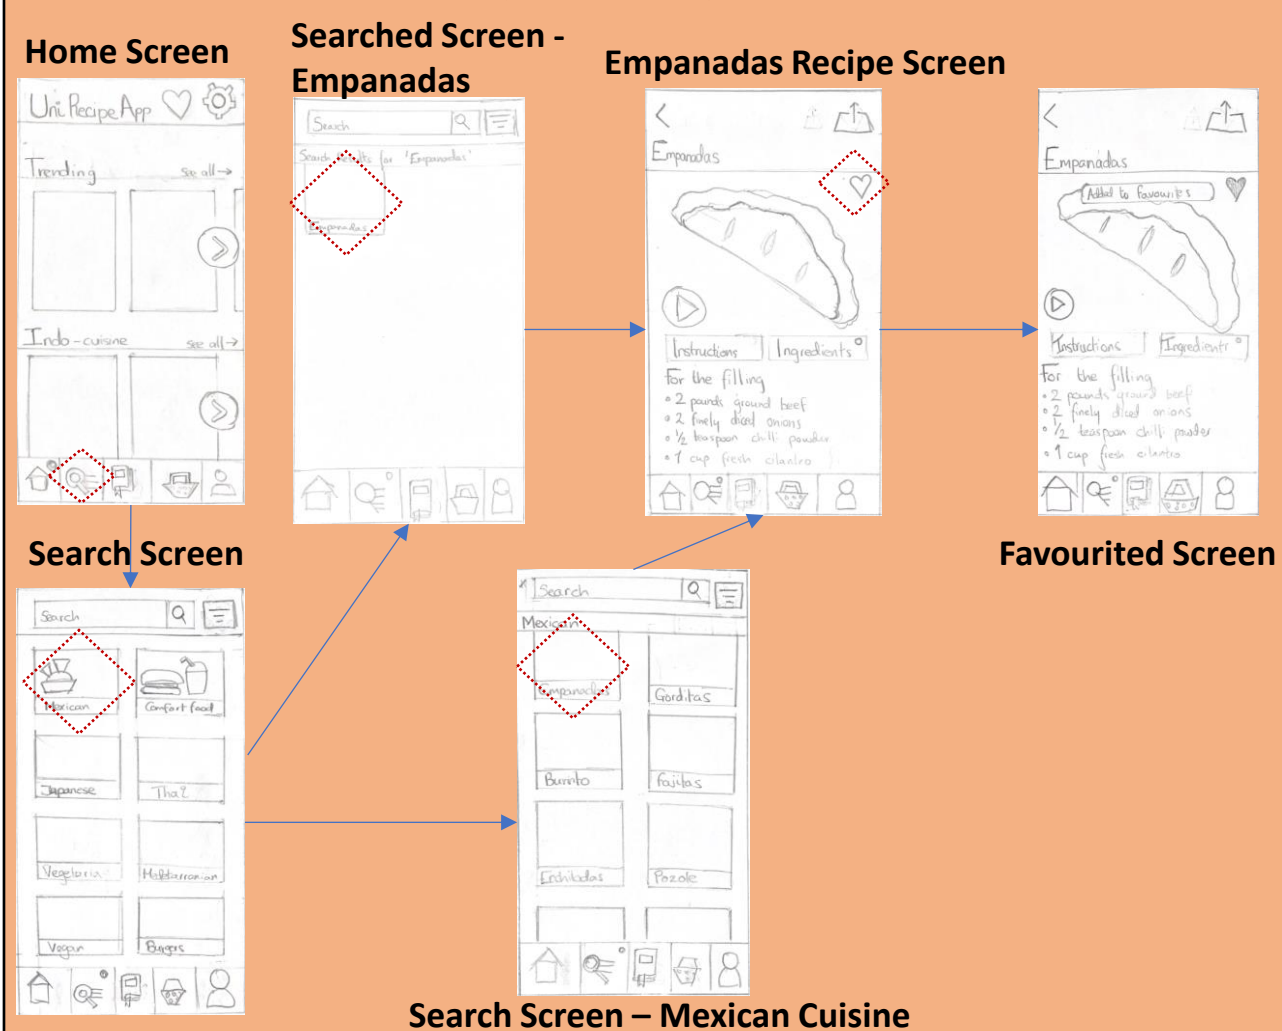 Home Screen
Uni Recipe App
Trending see all→
Indo-cuisine see all→
Searched Screen -
Empanadas
Search
Search Results for 'Empanadas'
Empanadas
Empanadas Recipe Screen
Empanadas
Instructions Ingredients
For the filling
• 2 pounds ground beef
• 2 finely diced onions
• 1/2 teaspoon chilli powder
• 1 cup fresh cilantro
Empanadas
Added to favourites
Instructions Ingredients
For the filling
• 2 pounds ground beef
• 2 finely diced onions
• 1/2 teaspoon chilli powder
• 1 cup fresh cilantro
Favourited Screen
Search Screen
Search
Mexican Comfort food
Japanese Thai
Vegetaria
Vegan Burgers
Search
Mexican
Empanadas Gorditas
Burrito Fajitas
Enchiladas Pozole
Search Screen – Mexican Cuisine